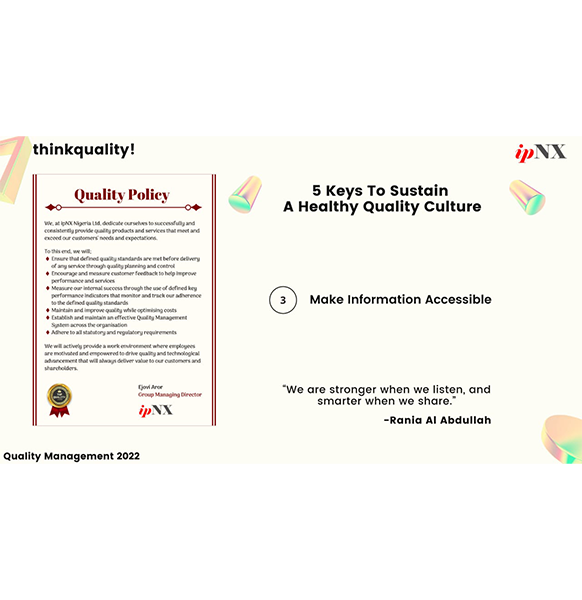 thinkquality!
ipNX
Quality Policy
We, at ipNX Nigeria Ltd, dedicate ourselves to successfully and
consistently provide quality products and services that meet and
exceed our customers' needs and expectations.
To this end, we will;
Ensure that defined quality standards are met before delivery
of any service through quality planning and control
Encourage and measure customer feedback to help improve
performance and services
Measure our internal success through the use of defined key
performance indicators that monitor and track our adherence
to the defined quality standards
Maintain and improve quality while optimising costs
Establish and maintain an effective Quality Management
System across the organisation
Adhere to all statutory and regulatory requirements
We will actively provide a work environment where employees
are motivated and empowered to drive quality and technological
advancement that will always deliver value to our customers and
shareholders.
Ejovi Aror
Group Managing Director
ipNX
5 Keys To Sustain
A Healthy Quality Culture
3 Make Information Accessible
"We are stronger when we listen, and
smarter when we share."
-Rania Al Abdullah
Quality Management 2022